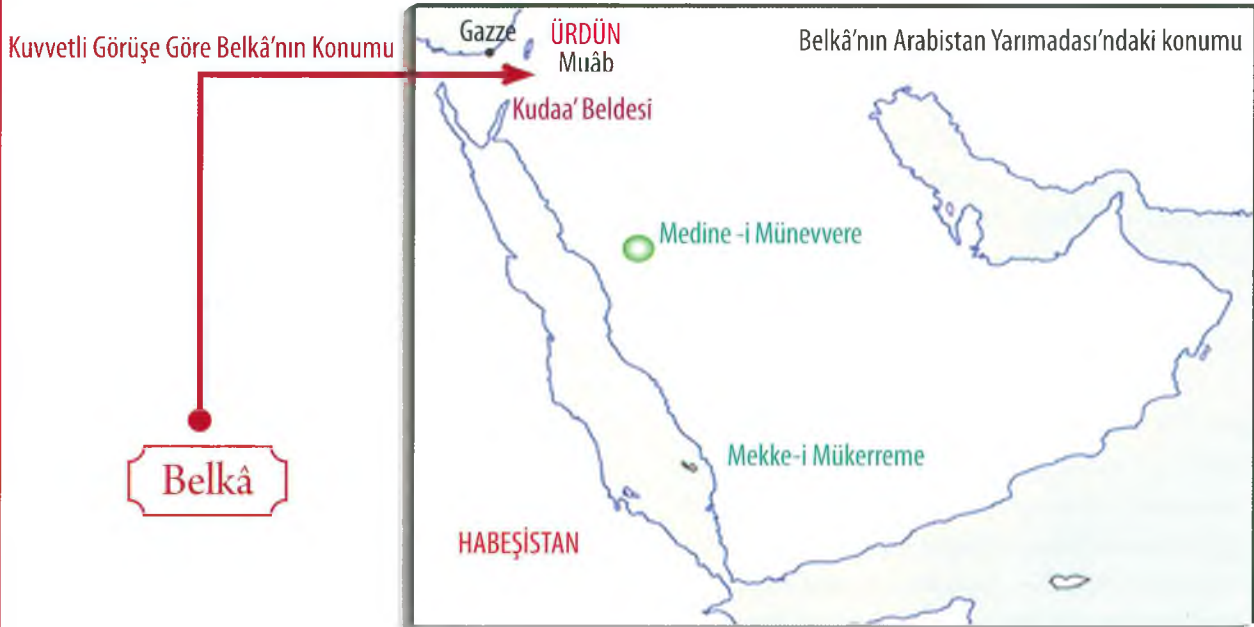 Kuvvetli Görüşe Göre Belkâ'nın Konumu
Belkâ
Belkâ'nın Arabistan Yarımadası'ndaki konumu
Gazze
ÜRDÜN
Muâb
Kudaa' Beldesi
Medine -i Münevvere
Mekke-i Mükerreme
HABEŞİSTAN